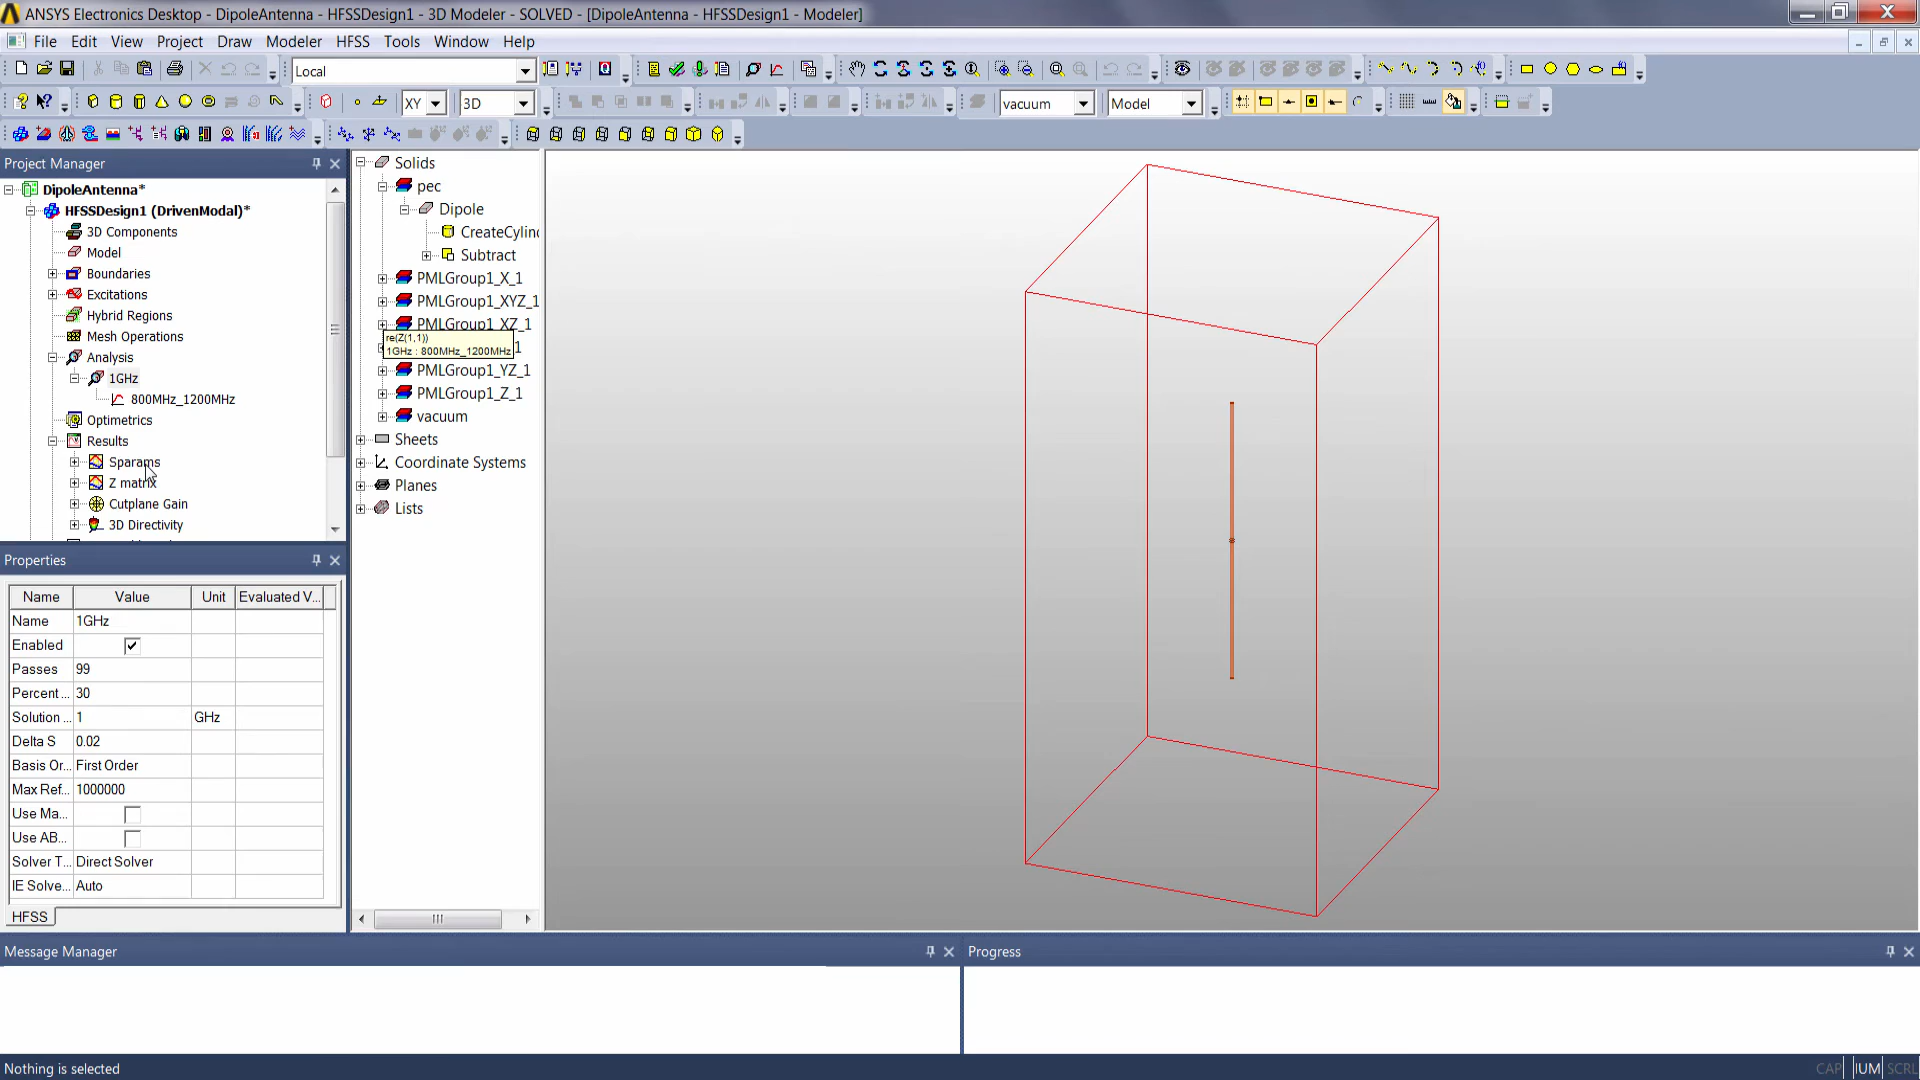 ANSYS Electronics Desktop - DipoleAntenna - HFSSDesign1 - 3D Modeler - SOLVED - [DipoleAntenna - HFSSDesign1 - Modeler]
File Edit View Project Draw Modeler HFSS Tools Window Help
Local
XY 3D vacuum Model
Project Manager
DipoleAntenna*
HFSSDesign1 (DrivenModal)*
3D Components
Model
Boundaries
Excitations
Hybrid Regions
Mesh Operations
Analysis
1GHz
800MHz_1200MHz
Optimetrics
Results
Sparams
Z matrix
Cutplane Gain
3D Directivity
Solids
pec
Dipole
CreateCylind
Subtract
PMLGroup1_X_1
PMLGroup1_XYZ_1
PMLGroup1_XZ_1
re(Z(1,1))
1GHz : 800MHz_1200MHz
1
PMLGroup1_YZ_1
PMLGroup1_Z_1
vacuum
Sheets
Coordinate Systems
Planes
Lists
Properties
Name Value Unit Evaluated V...
Name 1GHz
Enabled
Passes 99
Percent ... 30
Solution ... 1 GHz
Delta S 0.02
Basis Or... First Order
Max Ref... 1000000
Use Ma...
Use AB...
Solver T... Direct Solver
IE Solve... Auto
HFSS
Message Manager
Progress
Nothing is selected
CAP IUM SCRL